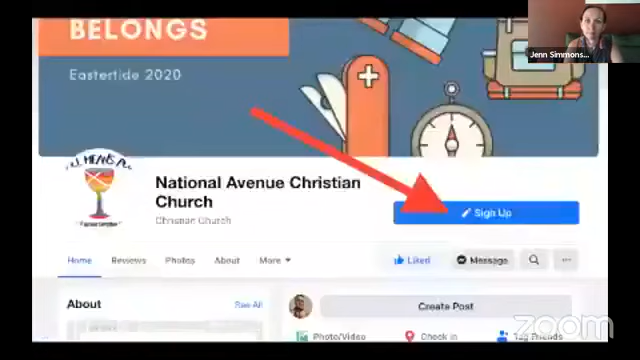 BELONGS
Eastertide 2020
Jenn Simmons...
National Avenue Christian
Church
Christian Church
Sign Up
Home
Reviews
Photos
About
More
Liked
Message
...
About
See All
Create Post
Photo/Video
Check in
Tag Friends
zoom